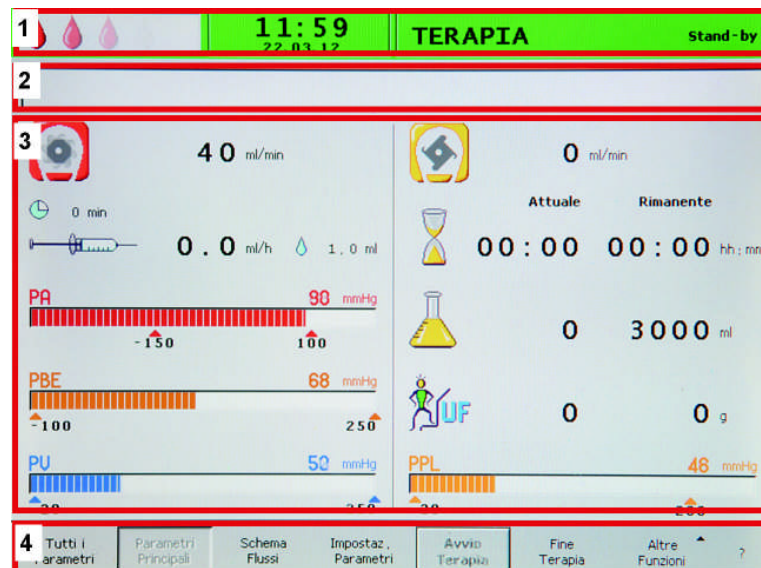 1
11:59
22.03.12
TERAPIA
Stand-by
2
3
40 ml/min
0 ml/min
0 min
Attuale
Rimanente
0.0 ml/h
1.0 ml
00:00
00:00
PA
90 mmHg
-150
100
0
3000 ml
PBE
68 mmHg
-100
250
UF
0
0 g
PV
50 mmHg
PPL
46 mmHg
4
Tutti i
Parametri
Parametri
Principali
Schema
Flussi
Impostaz.
Parametri
Avvio
Terapia
Fine
Terapia
Altre
Funzioni
?